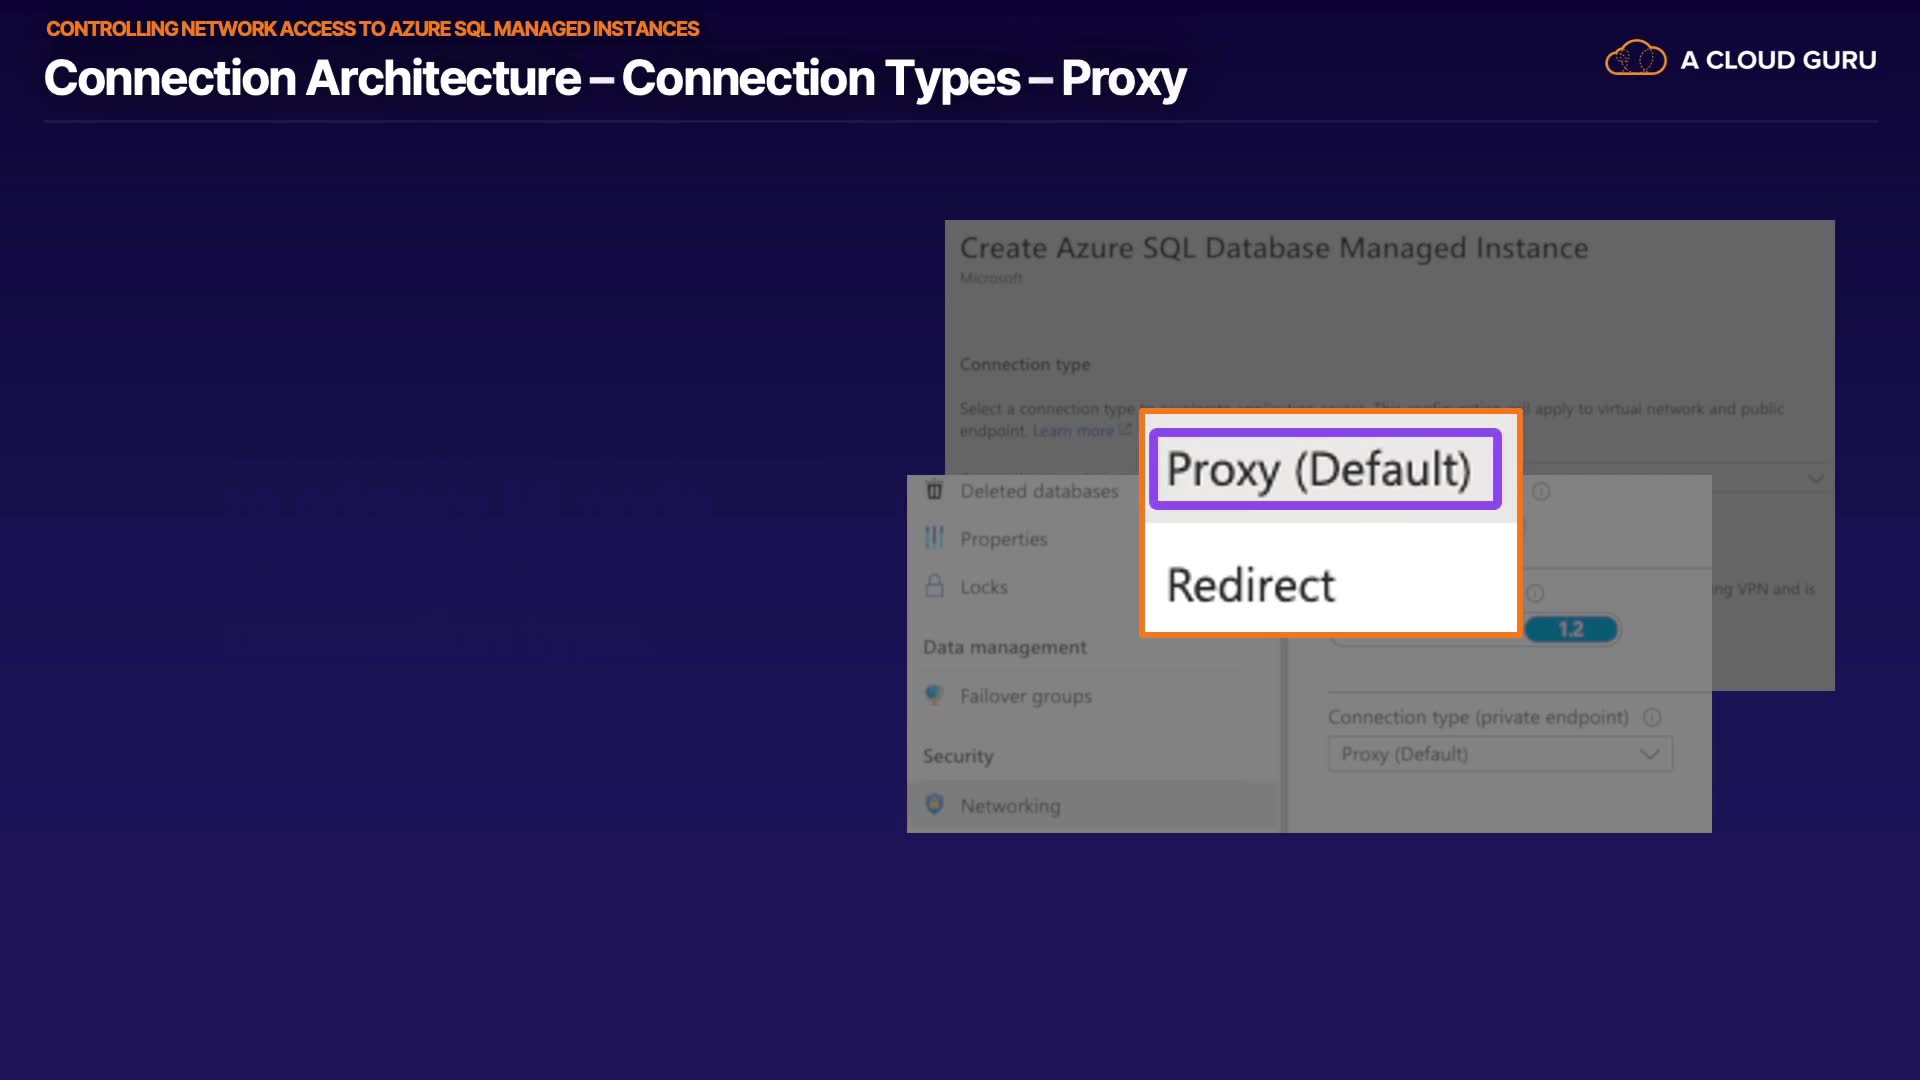 CONTROLLING NETWORK ACCESS TO AZURE SQL MANAGED INSTANCES
Connection Architecture – Connection Types – Proxy
A CLOUD GURU
Create Azure SQL Database Managed Instance
Microsoft
Connection type
Select a connection type apply to virtual network and public
endpoint. Learn more
Proxy (Default)
Redirect
Deleted databases
Properties
Locks
VPN and is
1.2
Data management
Failover groups
Connection type (private endpoint)
Proxy (Default)
Security
Networking